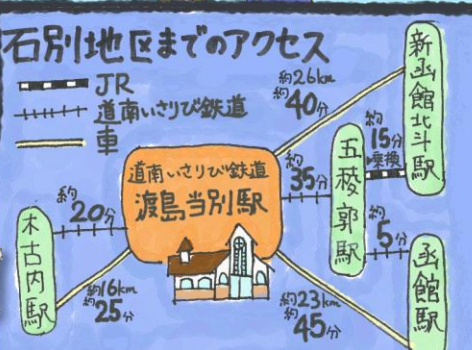 石別地区までのアクセス
JR
道南いさりび鉄道
車
新函館北斗駅
約26km
約40分
約15分
▶乗換
五稜郭駅
約35分
道南いさりび鉄道
渡島当別駅
約20分
木古内駅
約5分
函館駅
約16km
約25分
約23km
約45分